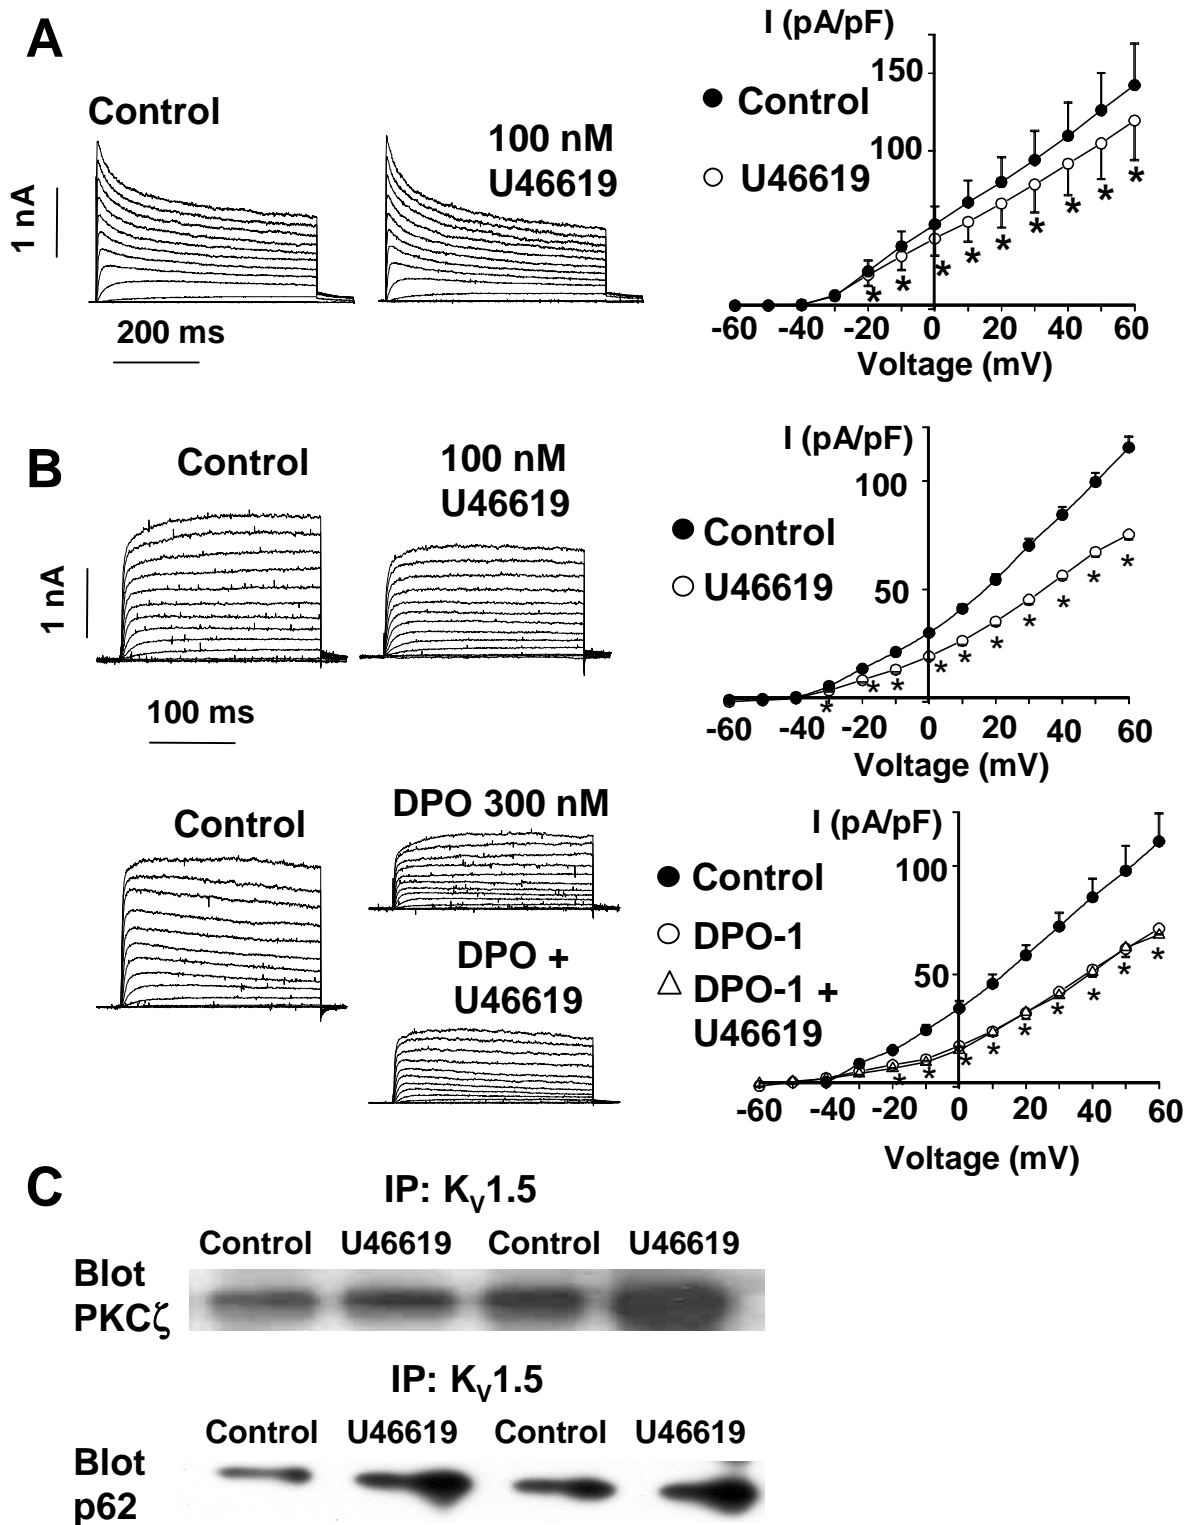 A
Control
100 nM
U46619
1 nA
200 ms
I (pA/pF)
150
100
Control
U46619
* * * * * * * * *
-60 -40 -20 0 20 40 60
Voltage (mV)
B
Control
100 nM
U46619
1 nA
100 ms
I (pA/pF)
100
50
Control
U46619
* * * * * * * * * *
-60 -40 -20 0 20 40 60
Voltage (mV)
Control
DPO 300 nM
DPO +
U46619
I (pA/pF)
100
50
Control
DPO-1
DPO-1 +
U46619
* * * * * * * * *
-60 -40 -20 0 20 40 60
Voltage (mV)
C
IP: KV1.5
Control U46619 Control U46619
Blot
PKCζ
IP: KV1.5
Control U46619 Control U46619
Blot
p62